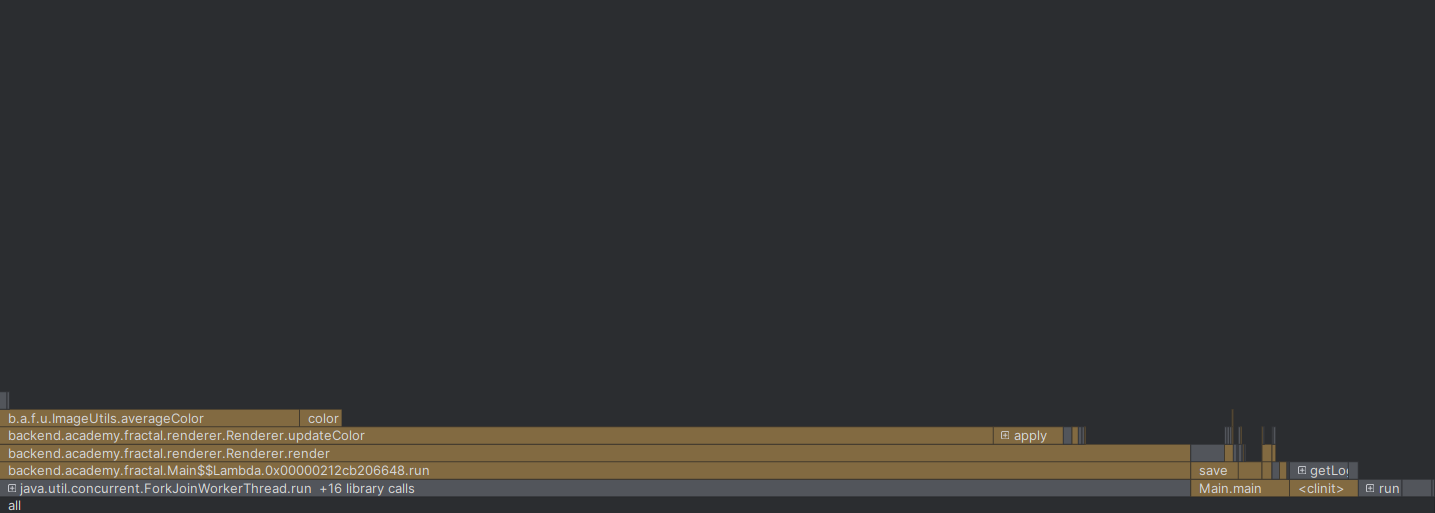 b.a.f.u.ImageUtils.averageColor color
backend.academy.fractal.renderer.Renderer.updateColor apply
backend.academy.fractal.renderer.Renderer.render
backend.academy.fractal.Main$$Lambda.0x00000212cb206648.run save getLo
java.util.concurrent.ForkJoinWorkerThread.run +16 library calls Main.main <clinit> run
all